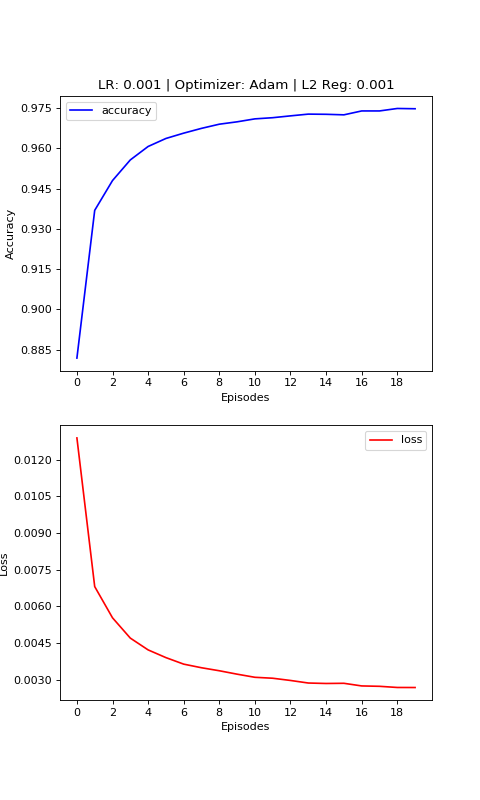 LR: 0.001 | Optimizer: Adam | L2 Reg: 0.001
accuracy
0.975
0.960
0.945
0.930
0.915
0.900
0.885
Accuracy
0 2 4 6 8 10 12 14 16 18
Episodes
loss
0.0120
0.0105
0.0090
0.0075
0.0060
0.0045
0.0030
Loss
0 2 4 6 8 10 12 14 16 18
Episodes